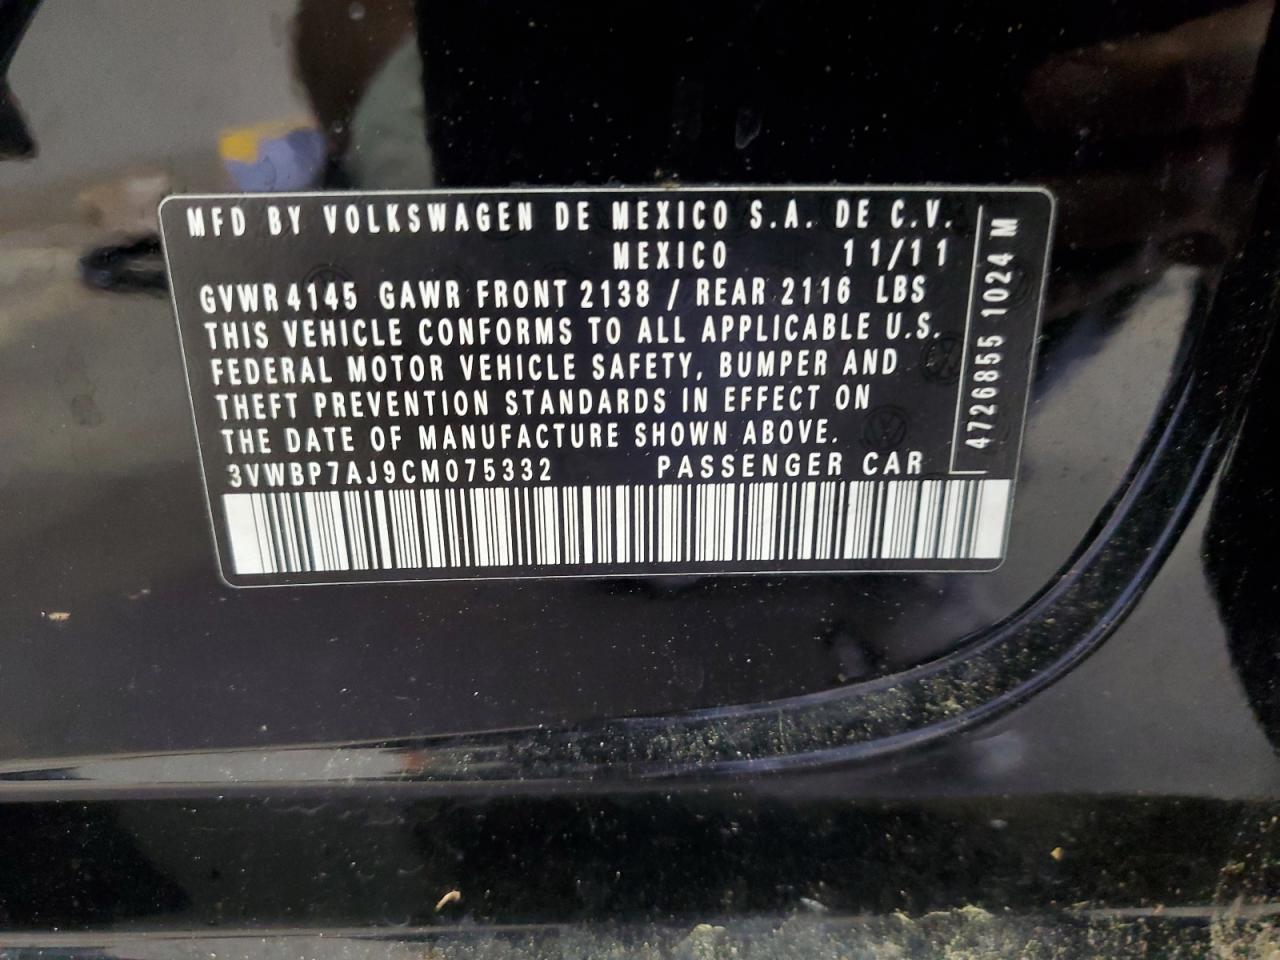 MFD BY VOLKSWAGEN DE MEXICO S.A. DE C.V.
MEXICO 11/11
GVWR 4145 GAWR FRONT 2138 / REAR 2116 LBS
THIS VEHICLE CONFORMS TO ALL APPLICABLE U.S.
FEDERAL MOTOR VEHICLE SAFETY, BUMPER AND
THEFT PREVENTION STANDARDS IN EFFECT ON
THE DATE OF MANUFACTURE SHOWN ABOVE.
3VWBP7AJ9CM075332 PASSENGER CAR
4726855 1024 M